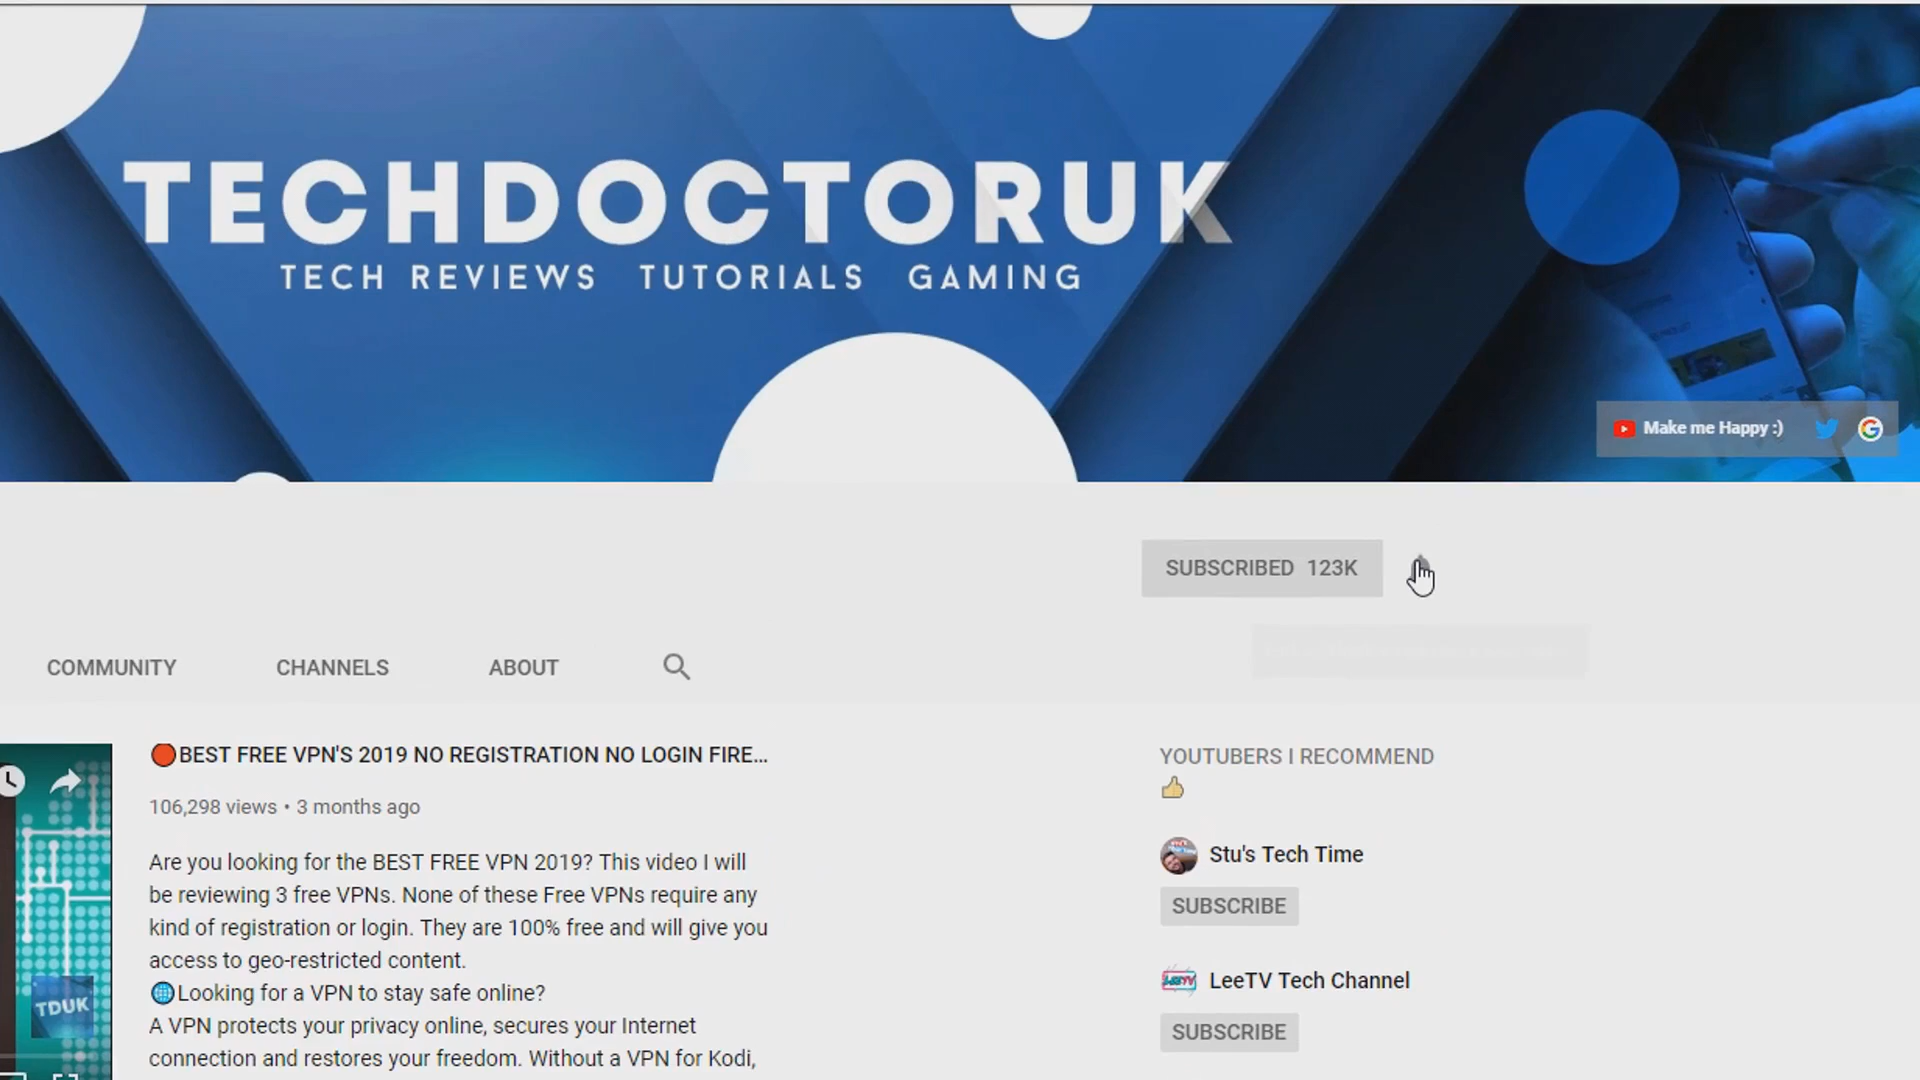 TECHDOCTORUK
TECH REVIEWS TUTORIALS GAMING
Make me Happy :)
SUBSCRIBED 123K
COMMUNITY CHANNELS ABOUT
🔴BEST FREE VPN'S 2019 NO REGISTRATION NO LOGIN FIRE...
106,298 views • 3 months ago
Are you looking for the BEST FREE VPN 2019? This video I will
be reviewing 3 free VPNs. None of these Free VPNs require any
kind of registration or login. They are 100% free and will give you
access to geo-restricted content.
🌐Looking for a VPN to stay safe online?
A VPN protects your privacy online, secures your Internet
connection and restores your freedom. Without a VPN for Kodi,
TDUK
YOUTUBERS I RECOMMEND
👍
Stu's Tech Time
SUBSCRIBE
LEETV
LeeTV Tech Channel
SUBSCRIBE